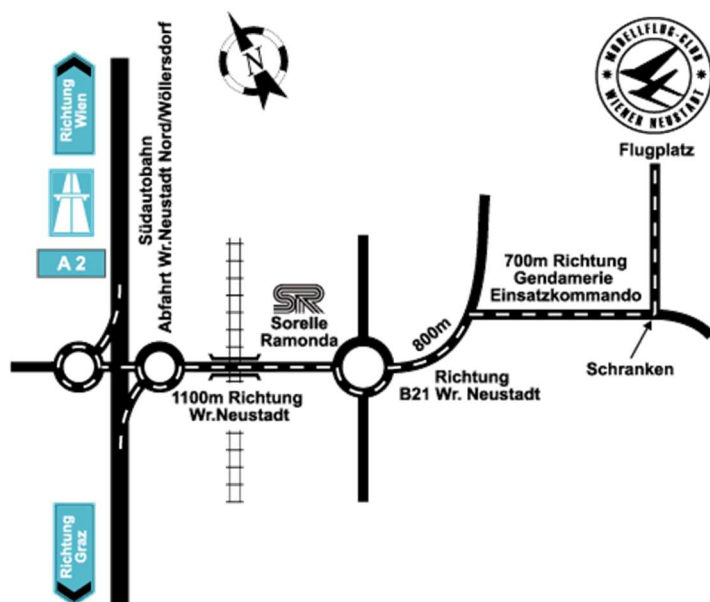 Richtung
Wien
A 2
Richtung
Graz
Südautobahn
Abfahrt Wr.Neustadt Nord/Wöllersdorf
N
MODELLFLUG-CLUB
WIENER NEUSTADT
Flugplatz
SR
Sorelle
Ramonda
1100m Richtung
Wr.Neustadt
800m
Richtung
B21 Wr. Neustadt
700m Richtung
Gendamerie
Einsatzkommando
Schranken